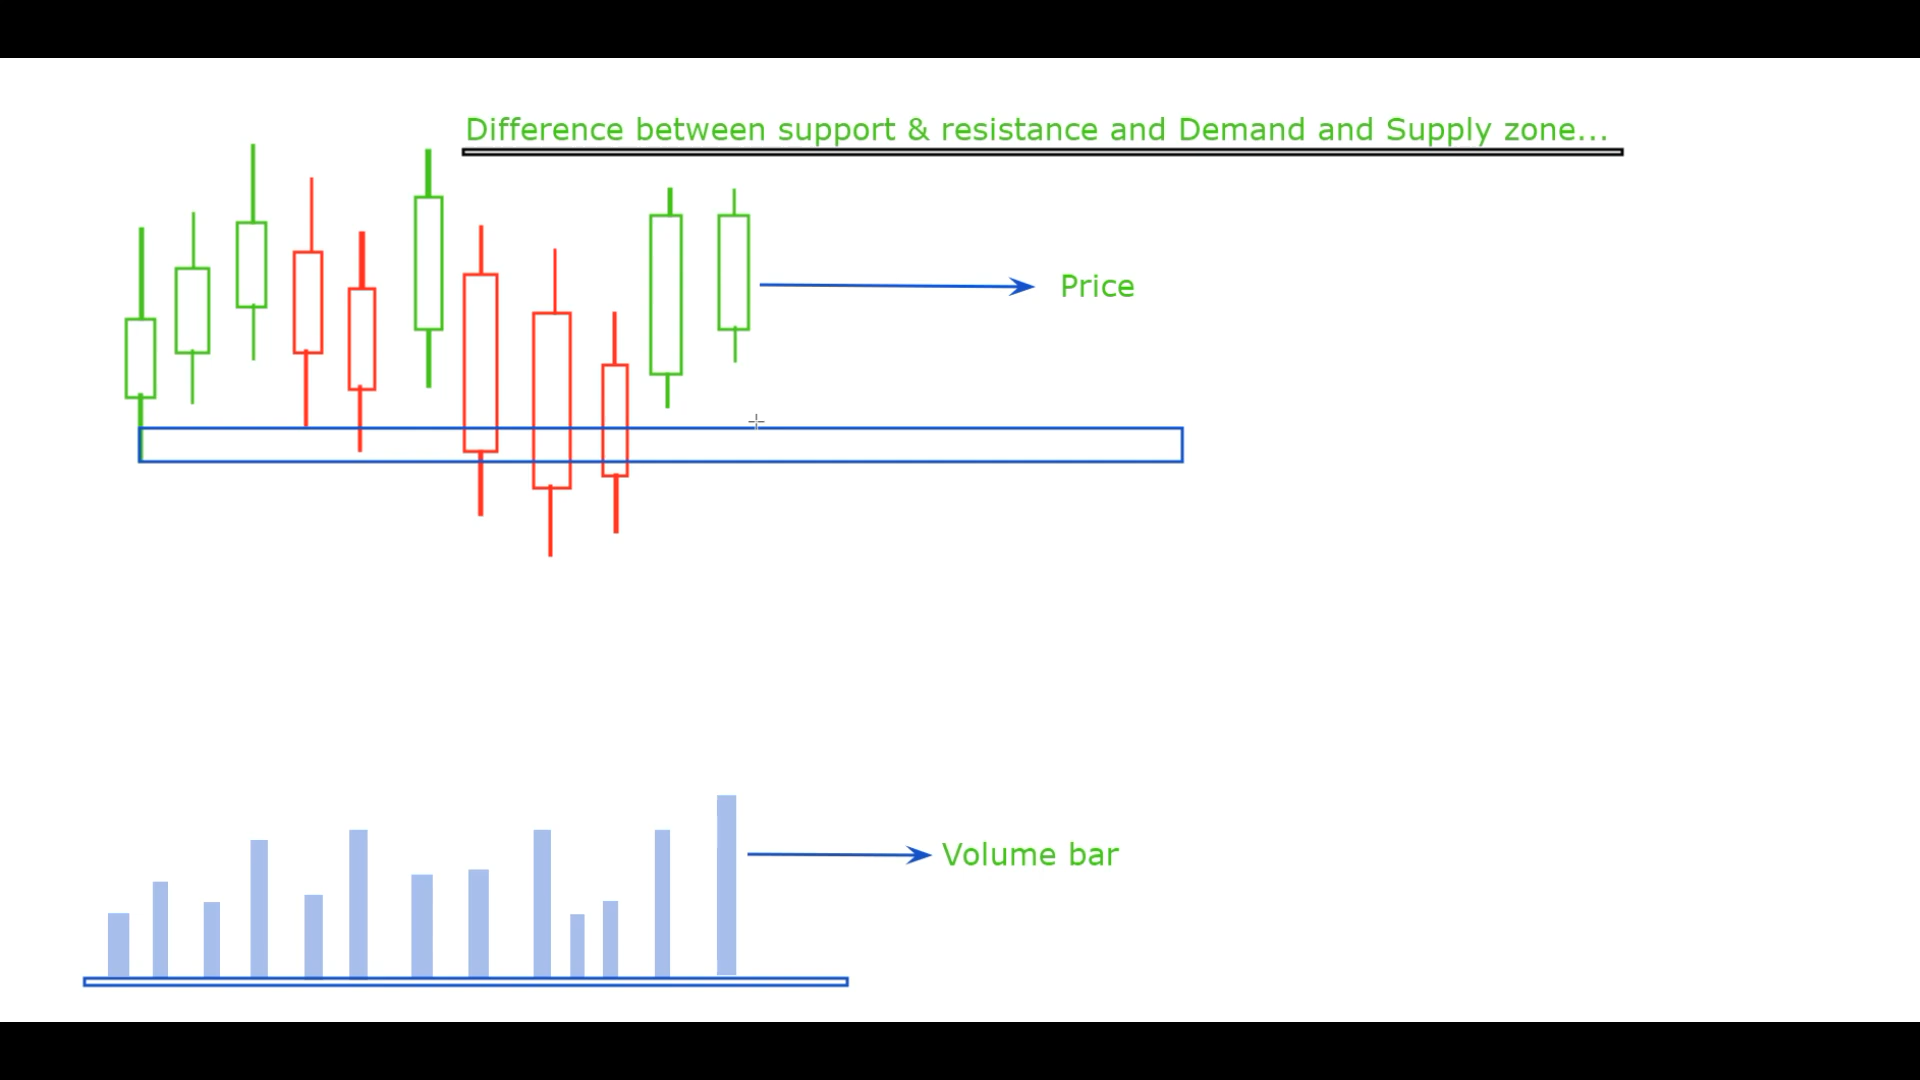 Difference between support & resistance and Demand and Supply zone...
Price
Volume bar